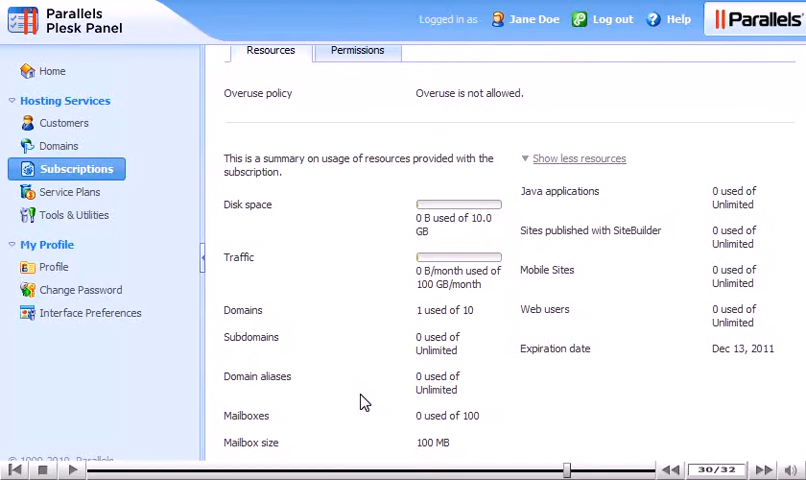 Parallels
Plesk Panel
Logged in as Jane Doe Log out Help Parallels
Home
Hosting Services
Customers
Domains
Subscriptions
Service Plans
Tools & Utilities
My Profile
Profile
Change Password
Interface Preferences
Resources Permissions
Overuse policy Overuse is not allowed.
This is a summary on usage of resources provided with the
subscription.
Disk space 0 B used of 10.0
GB
Traffic 0 B/month used of
100 GB/month
Domains 1 used of 10
Subdomains 0 used of
Unlimited
Domain aliases 0 used of
Unlimited
Mailboxes 0 used of 100
Mailbox size 100 MB
Show less resources
Java applications 0 used of
Unlimited
Sites published with SiteBuilder 0 used of
Unlimited
Mobile Sites 0 used of
Unlimited
Web users 0 used of
Unlimited
Expiration date Dec 13, 2011
30/32